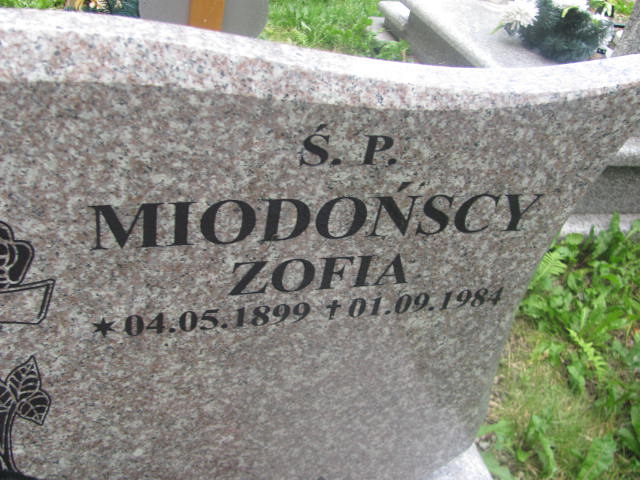 Ś. P.
MIODOŃSCY
ZOFIA
✶04.05.1899 ✝01.09.1984